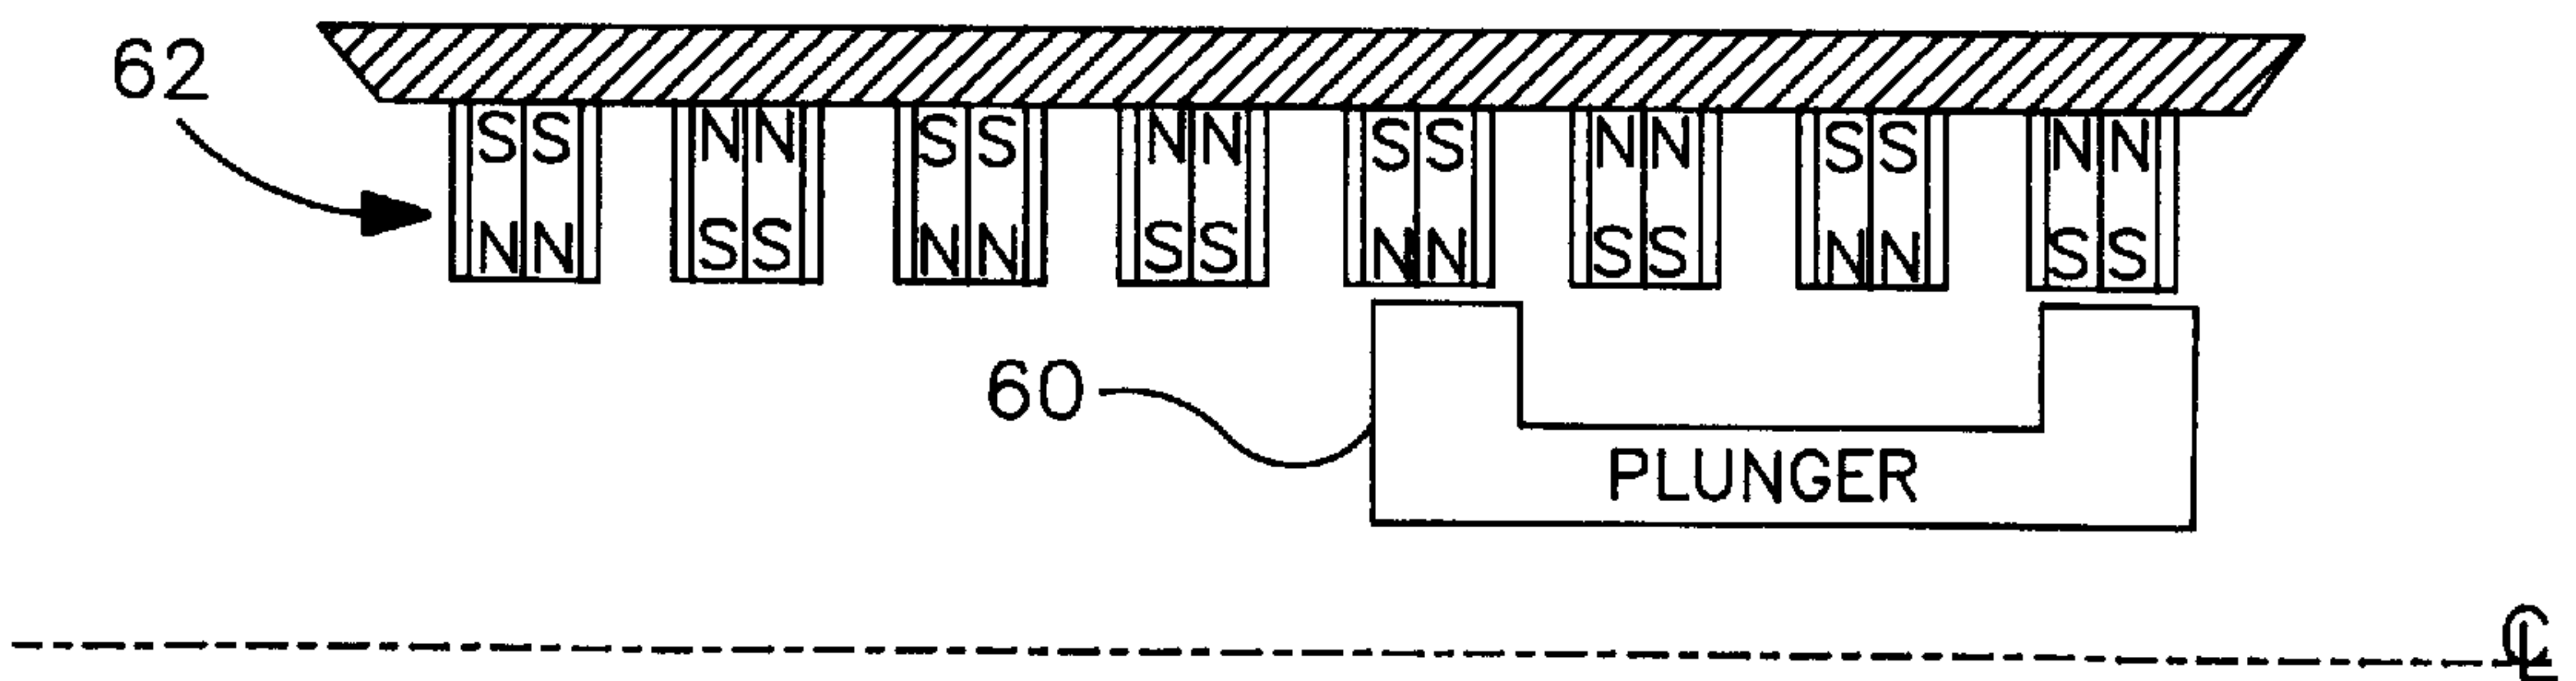 62
SS NN SS NN SS NN SS NN
NN SS NN SS NN SS NN SS
60
PLUNGER
℄